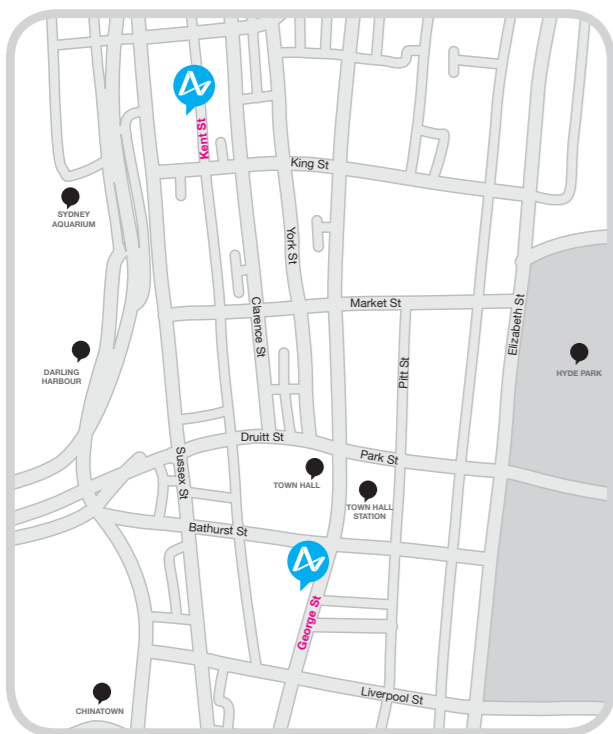 Kent St
King St
SYDNEY
AQUARIUM
York St
Elizabeth St
Market St
Clarence St
Pitt St
DARLING
HARBOUR
HYDE PARK
Druitt St
Park St
Sussex St
TOWN HALL
TOWN HALL
STATION
Bathurst St
George St
Liverpool St
CHINATOWN